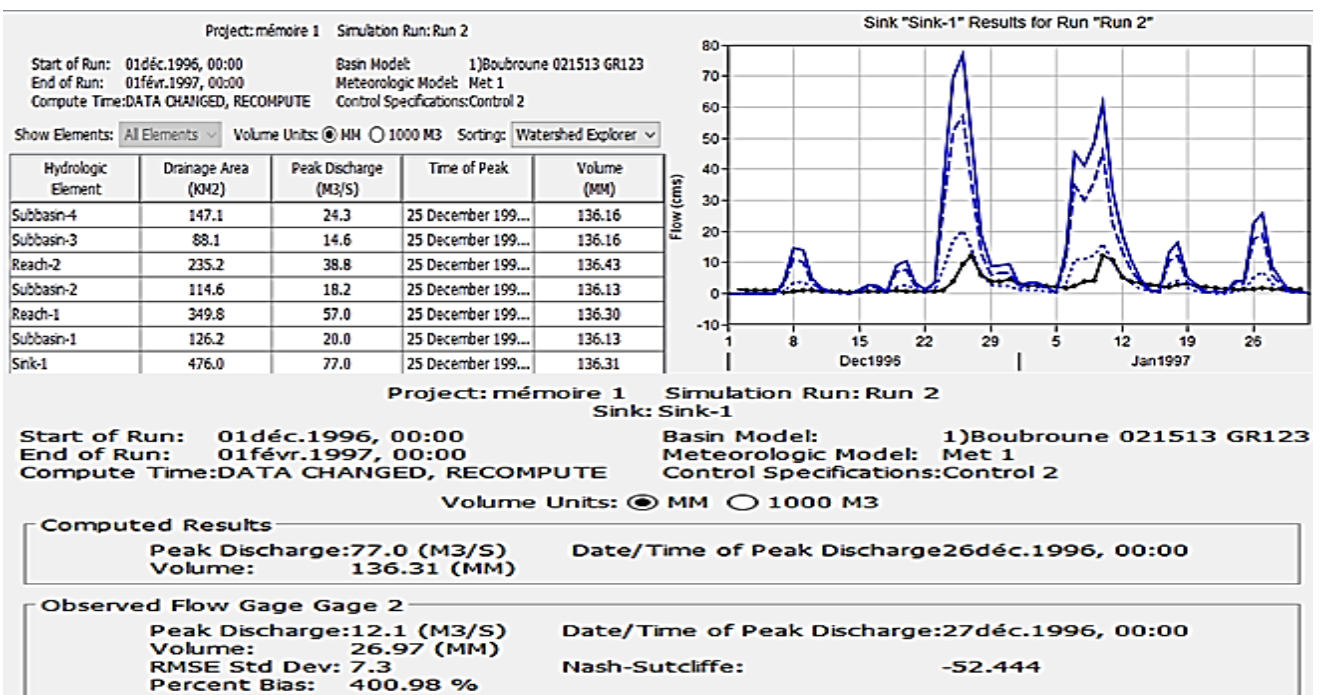 Project: mémoire 1 Simulation Run: Run 2
Start of Run: 01déc.1996, 00:00 Basin Model: 1)Boubroune 021513 GR123
End of Run: 01févr.1997, 00:00 Meteorologic Model: Met 1
Compute Time:DATA CHANGED, RECOMPUTE Control Specifications:Control 2
Show Elements: All Elements Volume Units: MM 1000 M3 Sorting: Watershed Explorer
Hydrologic Drainage Area Peak Discharge Time of Peak Volume
Element (KM2) (M3/S) (MM)
Subbasin-4 147.1 24.3 25 December 199... 136.16
Subbasin-3 88.1 14.6 25 December 199... 136.16
Reach-2 235.2 38.8 25 December 199... 136.43
Subbasin-2 114.6 18.2 25 December 199... 136.13
Reach-1 349.8 57.0 25 December 199... 136.30
Subbasin-1 126.2 20.0 25 December 199... 136.13
Sink-1 476.0 77.0 25 December 199... 136.31
Sink "Sink-1" Results for Run "Run 2"
80
70
60
50
40
30
20
10
0
-10
Flow (cms)
1 8 15 22 29 5 12 19 26
Dec1996 Jan1997
Project: mémoire 1 Simulation Run: Run 2
Sink: Sink-1
Start of Run: 01déc.1996, 00:00 Basin Model: 1)Boubroune 021513 GR123
End of Run: 01févr.1997, 00:00 Meteorologic Model: Met 1
Compute Time:DATA CHANGED, RECOMPUTE Control Specifications:Control 2
Volume Units: MM 1000 M3
Computed Results
Peak Discharge:77.0 (M3/S) Date/Time of Peak Discharge26déc.1996, 00:00
Volume: 136.31 (MM)
Observed Flow Gage Gage 2
Peak Discharge:12.1 (M3/S) Date/Time of Peak Discharge:27déc.1996, 00:00
Volume: 26.97 (MM)
RMSE Std Dev: 7.3 Nash-Sutcliffe: -52.444
Percent Bias: 400.98 %